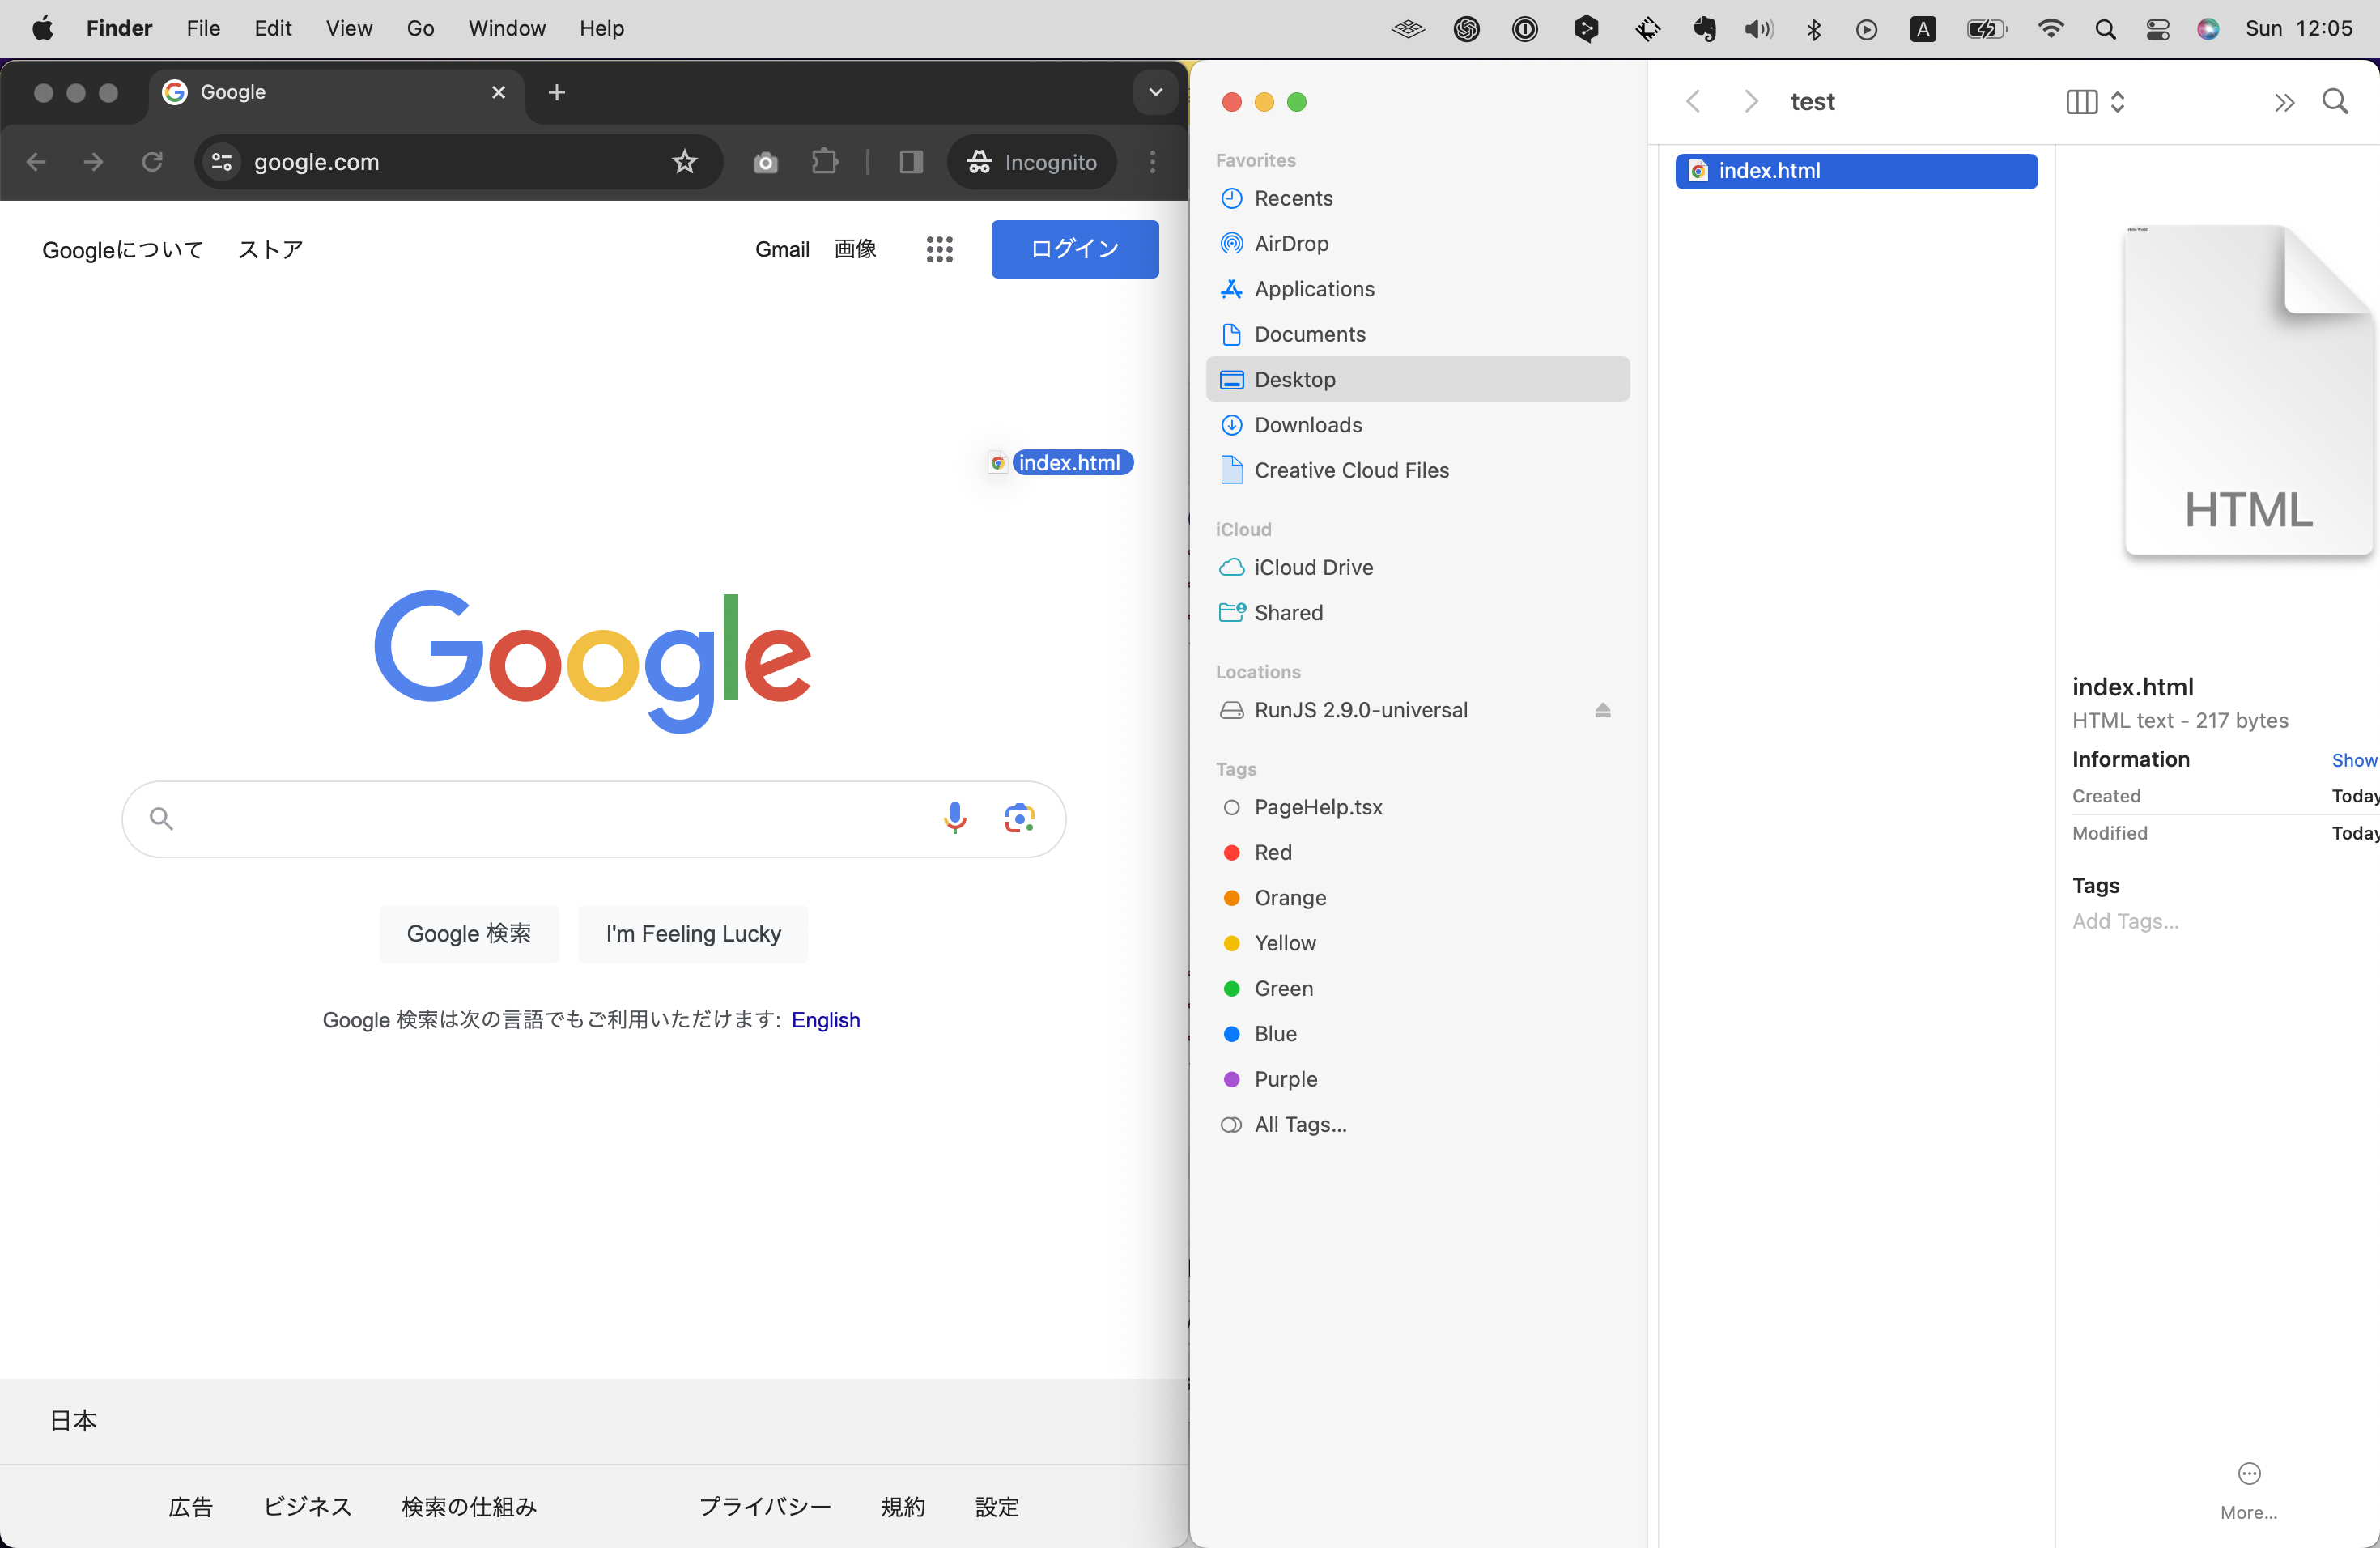 Finder File Edit View Go Window Help
A
Sun 12:05
Google
google.com
Incognito
Googleについて ストア
Gmail 画像
ログイン
index.html
Google
Google 検索
I'm Feeling Lucky
Google 検索は次の言語でもご利用いただけます: English
日本
広告 ビジネス 検索の仕組み
プライバシー 規約 設定
Favorites
Recents
AirDrop
Applications
Documents
Desktop
Downloads
Creative Cloud Files
iCloud
iCloud Drive
Shared
Locations
RunJS 2.9.0-universal
Tags
PageHelp.tsx
Red
Orange
Yellow
Green
Blue
Purple
All Tags...
test
index.html
HTML
index.html
HTML text - 217 bytes
Information Show
Created Today
Modified Today
Tags
Add Tags...
More...